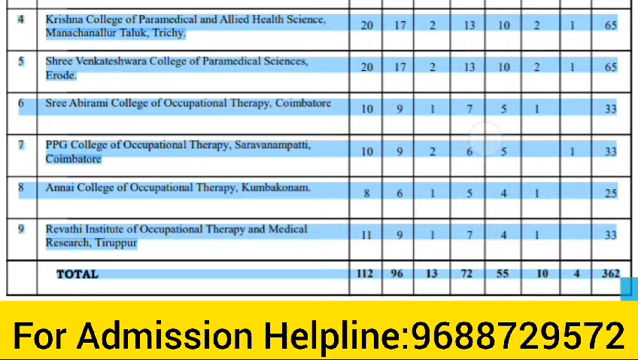 4 Krishna College of Paramedical and Allied Health Science, 20 17 2 13 10 2 1 65
Manachanallur Taluk, Trichy.
5 Shree Venkateshwara College of Paramedical Sciences, 20 17 2 13 10 2 1 65
Erode.
6 Sree Abirami College of Occupational Therapy, Coimbatore 10 9 1 7 5 1 33
7 PPG College of Occupational Therapy, Saravanampatti, 10 9 2 6 5 1 33
Coimbatore
8 Annai College of Occupational Therapy, Kumbakonam. 8 6 1 5 4 1 25
9 Revathi Institute of Occupational Therapy and Medical 11 9 1 7 4 1 33
Research, Tiruppur
TOTAL 112 96 13 72 55 10 4 362
For Admission Helpline:9688729572